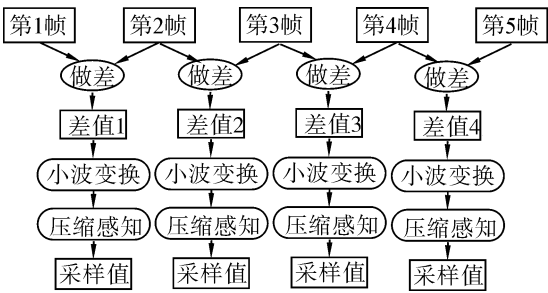 第1帧 第2帧 第3帧 第4帧 第5帧
做差 做差 做差 做差
差值1 差值2 差值3 差值4
小波变换 小波变换 小波变换 小波变换
压缩感知 压缩感知 压缩感知 压缩感知
采样值 采样值 采样值 采样值